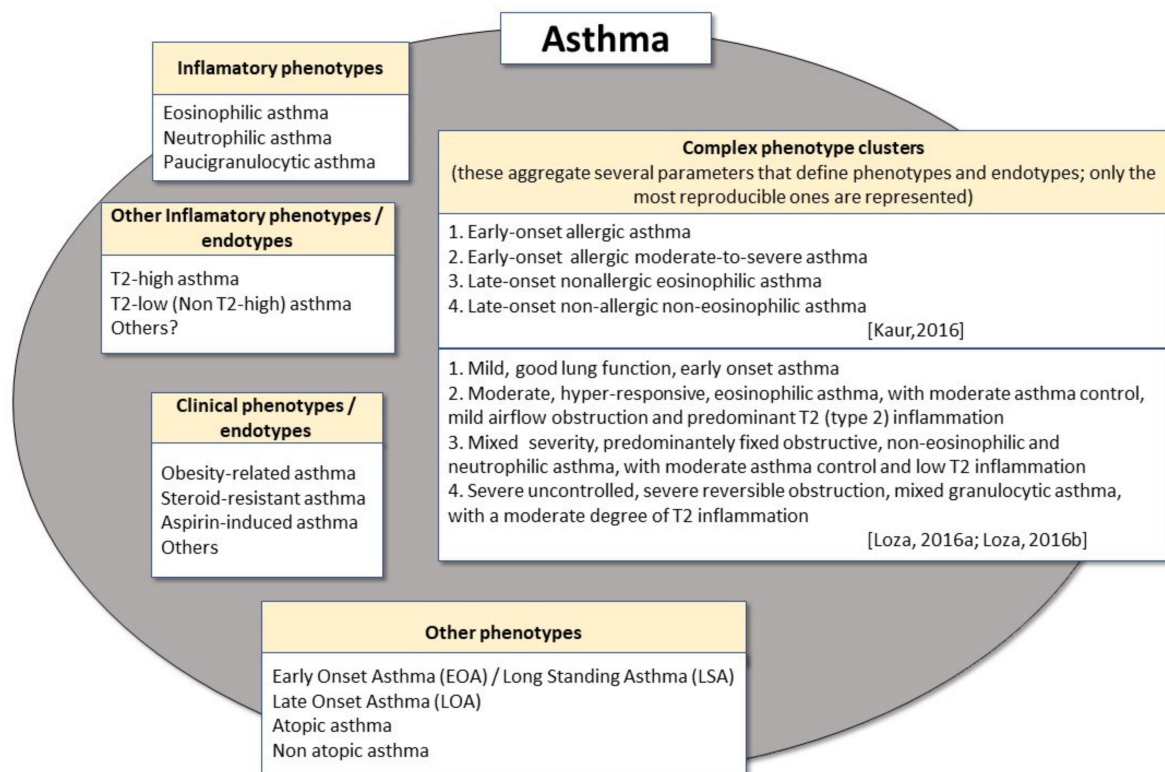 Asthma
Inflamatory phenotypes
Eosinophilic asthma
Neutrophilic asthma
Paucigranulocytic asthma
Other Inflamatory phenotypes /
endotypes
T2-high asthma
T2-low (Non T2-high) asthma
Others?
Clinical phenotypes /
endotypes
Obesity-related asthma
Steroid-resistant asthma
Aspirin-induced asthma
Others
Complex phenotype clusters
(these aggregate several parameters that define phenotypes and endotypes; only the
most reproducible ones are represented)
1. Early-onset allergic asthma
2. Early-onset allergic moderate-to-severe asthma
3. Late-onset nonallergic eosinophilic asthma
4. Late-onset non-allergic non-eosinophilic asthma
[Kaur,2016]
1. Mild, good lung function, early onset asthma
2. Moderate, hyper-responsive, eosinophilic asthma, with moderate asthma control,
mild airflow obstruction and predominant T2 (type 2) inflammation
3. Mixed severity, predominantely fixed obstructive, non-eosinophilic and
neutrophilic asthma, with moderate asthma control and low T2 inflammation
4. Severe uncontrolled, severe reversible obstruction, mixed granulocytic asthma,
with a moderate degree of T2 inflammation
[Loza, 2016a; Loza, 2016b]
Other phenotypes
Early Onset Asthma (EOA) / Long Standing Asthma (LSA)
Late Onset Asthma (LOA)
Atopic asthma
Non atopic asthma